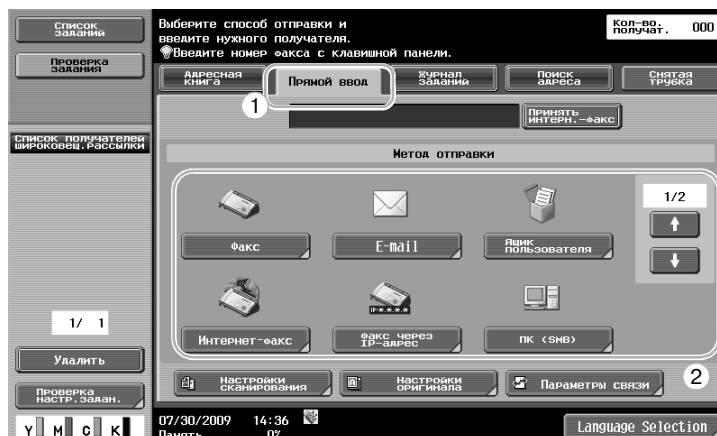 Список
заданий
Проверка
задания
Список получателей
широковещ.рассылки
1/ 1
Удалить
Проверка
настр.задан.
Y M C K
Выберите способ отправки и
введите нужного получателя.
Введите номер факса с клавишной панели.
Кол-во.
получат. 000
Адресная
книга
Прямой ввод
Журнал
заданий
Поиск
адреса
Снятая
трубка
1
Принять
интерн.-факс
Метод отправки
Факс
E-mail
Ящик
пользователя
1/2
Интернет-факс
Факс через
IP-адрес
ПК (SMB)
Настройки
сканирования
Настройки
оригинала
Параметры связи
2
07/30/2009 14:36
Память 0%
Language Selection